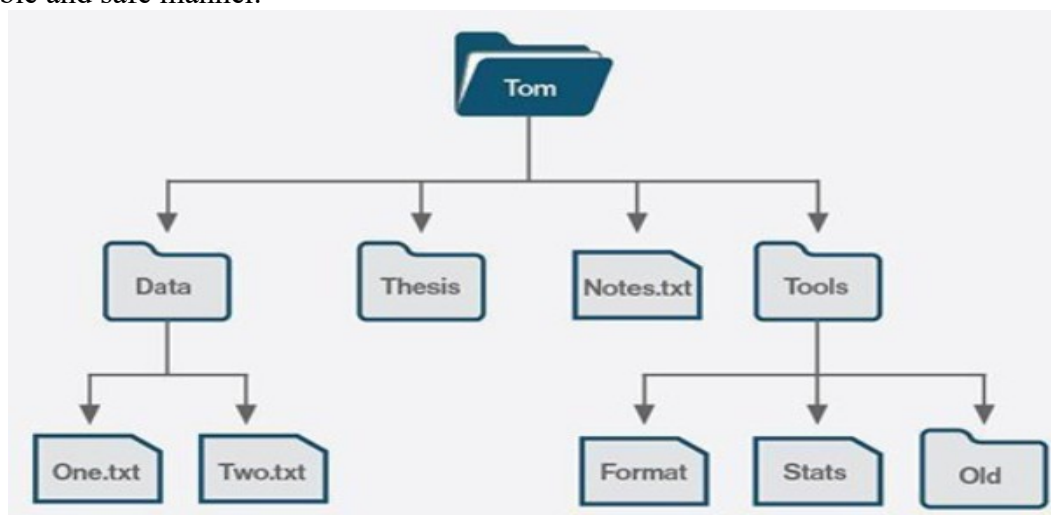 ble and safe manner.
Tom
Data Thesis Notes.txt Tools
One.txt Two.txt Format Stats Old